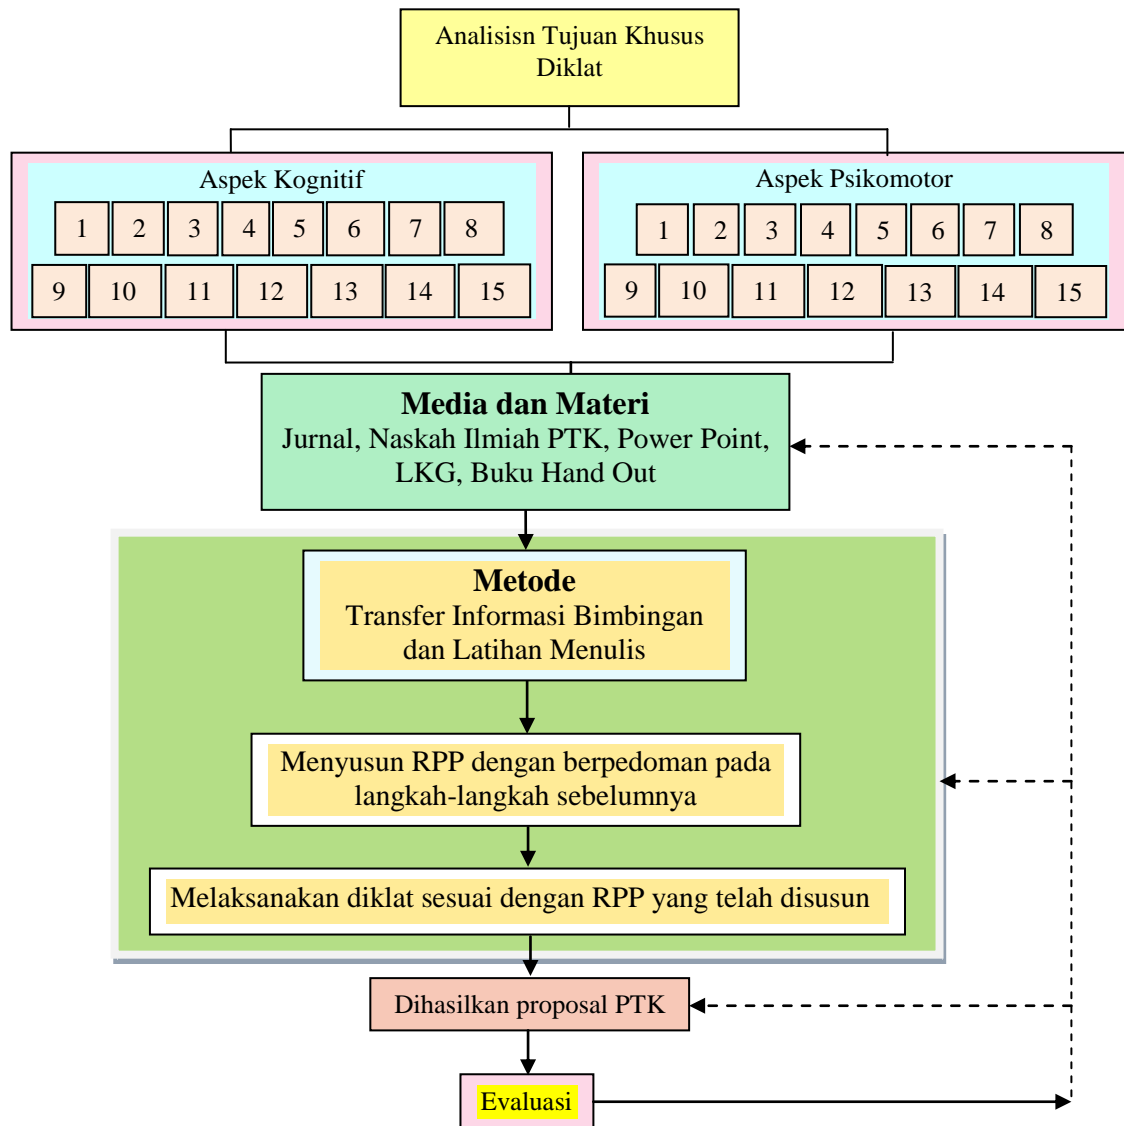 Analisisn Tujuan Khusus
Diklat
Aspek Kognitif
1 2 3 4 5 6 7 8
9 10 11 12 13 14 15
Aspek Psikomotor
1 2 3 4 5 6 7 8
9 10 11 12 13 14 15
Media dan Materi
Jurnal, Naskah Ilmiah PTK, Power Point,
LKG, Buku Hand Out
Metode
Transfer Informasi Bimbingan
dan Latihan Menulis
Menyusun RPP dengan berpedoman pada
langkah-langkah sebelumnya
Melaksanakan diklat sesuai dengan RPP yang telah disusun
Dihasilkan proposal PTK
Evaluasi